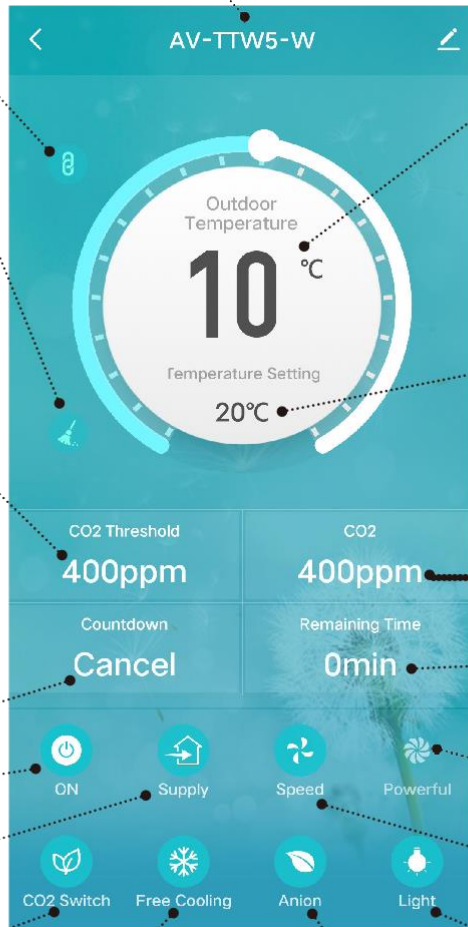 AV-TTW5-W
Outdoor
Temperature
10 °C
Temperature Setting
20°C
CO2 Threshold
CO2
400ppm
400ppm
Countdown
Remaining Time
Cancel
0min
ON
Supply
Speed
Powerful
CO2 Switch
Free Cooling
Anion
Light